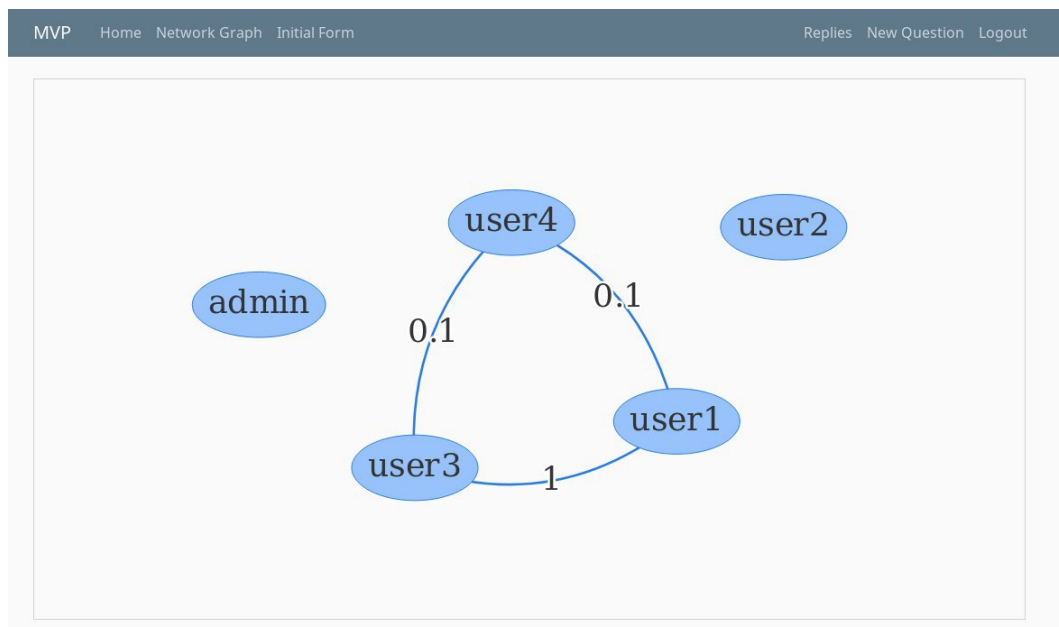 MVP Home Network Graph Initial Form Replies New Question Logout
user4
user2
0.1
admin
0.1
user1
user3
1